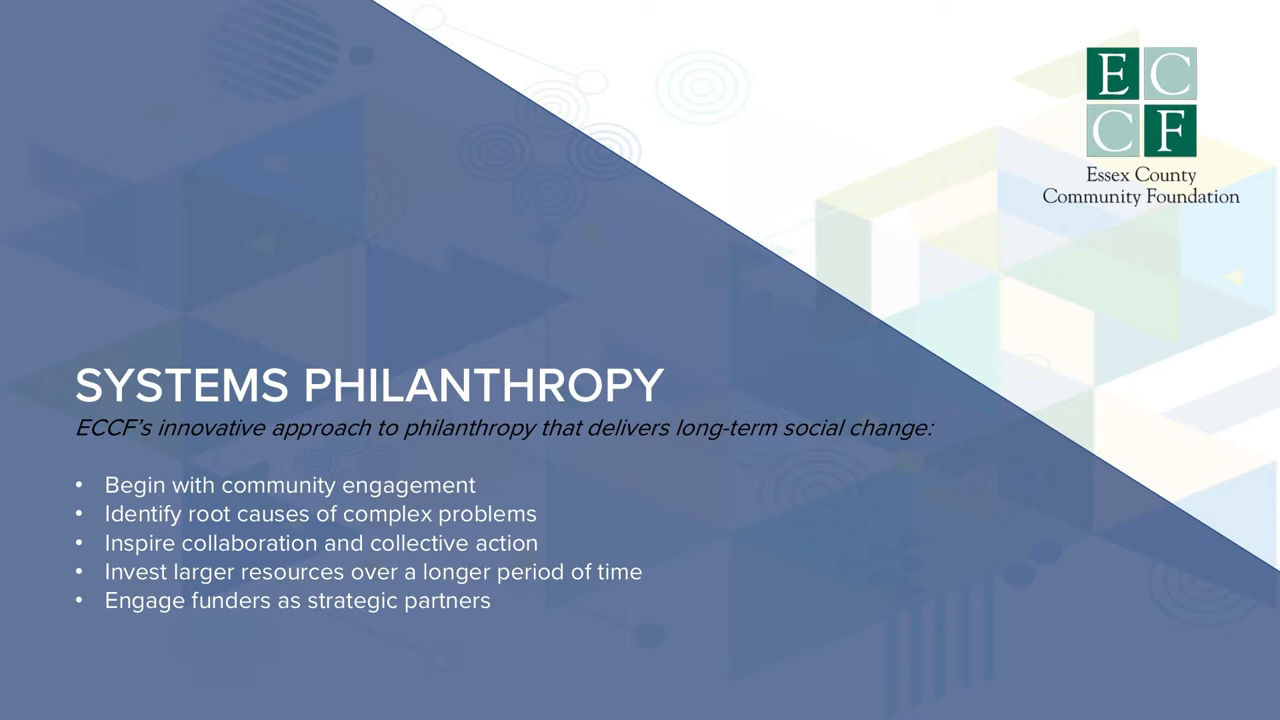 E C
C F
Essex County
Community Foundation
SYSTEMS PHILANTHROPY
ECCF's innovative approach to philanthropy that delivers long-term social change:
• Begin with community engagement
• Identify root causes of complex problems
• Inspire collaboration and collective action
• Invest larger resources over a longer period of time
• Engage funders as strategic partners